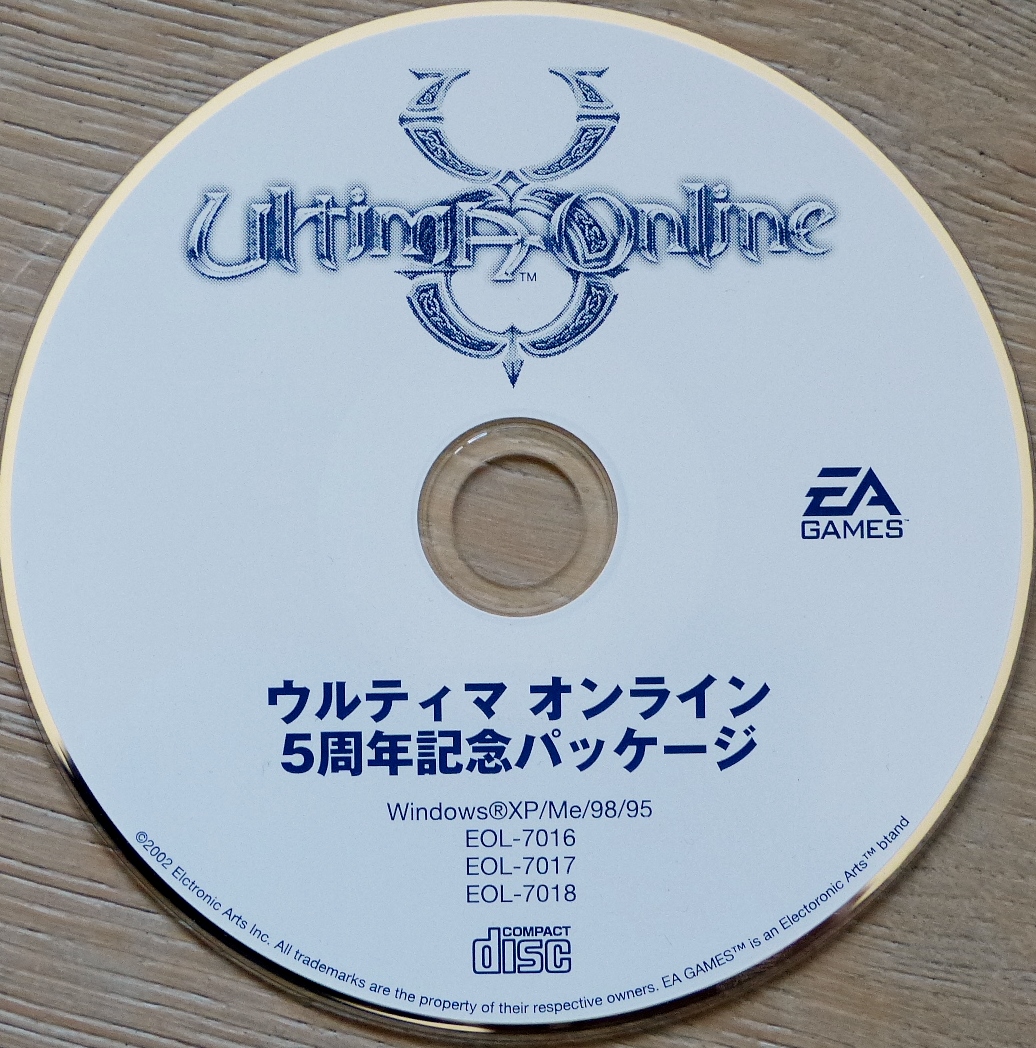 Ultima Online
TM
EA
GAMES™
ウルティマ オンライン
5周年記念パッケージ
Windows®XP/Me/98/95
EOL-7016
EOL-7017
EOL-7018
COMPACT
disc
©2002 Elctronic Arts Inc. All trademarks are the property of their respective owners. EA GAMES™ is an Electoronic Arts™ btand